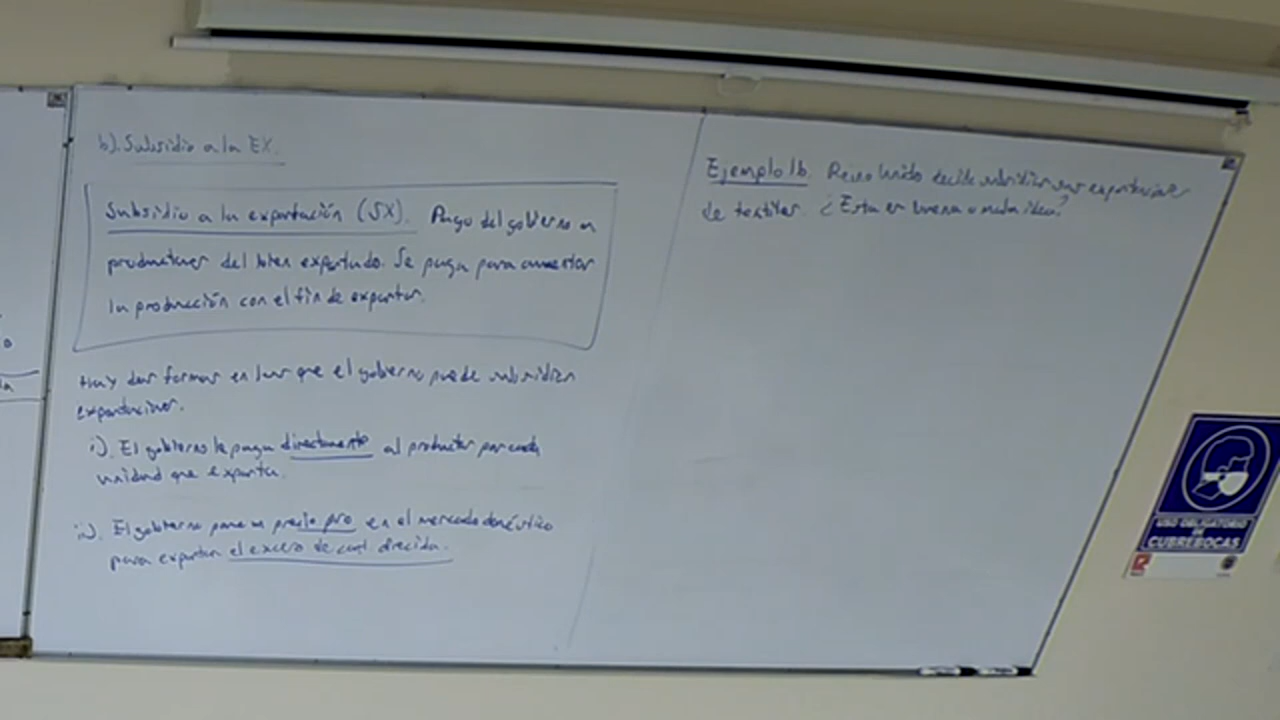 b). Subsidio a la EX.
Subsidio a la exportación (SX). Pago del gobierno a
productores del bien exportado. Se paga para aumentar
la producción con el fin de exportar.
Hay dos formas en las que el gobierno puede subsidiar
exportaciones.
i). El gobierno le paga directamente al productor por cada
unidad que exporta.
ii). El gobierno pone un precio piso en el mercado doméstico
para exportar el exceso de cant. ofrecida.
Ejemplo 1b. Reino Unido decide subsidiar sus exportaciones
de textiles. ¿Esta es buena o mala idea?
USO OBLIGATORIO
DE
CUBREBOCAS